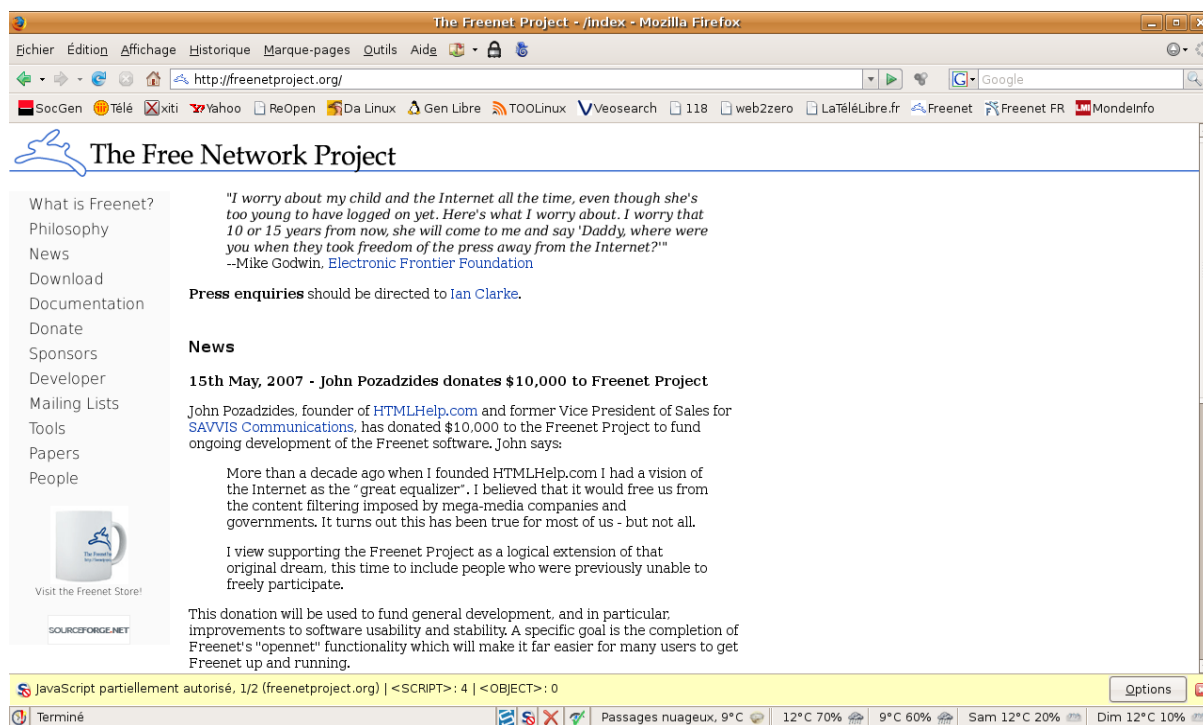 The Freenet Project - /index - Mozilla Firefox
Fichier Édition Affichage Historique Marque-pages Outils Aide
http://freenetproject.org/ G Google
SocGen Télé xiti Yahoo ReOpen Da Linux Gen Libre TOOLinux Veosearch 118 web2zero LaTéléLibre.fr Freenet Freenet FR LMI MondeInfo
The Free Network Project
What is Freenet?
Philosophy
News
Download
Documentation
Donate
Sponsors
Developer
Mailing Lists
Tools
Papers
People
Visit the Freenet Store!
SOURCEFORGE.NET
"I worry about my child and the Internet all the time, even though she's
too young to have logged on yet. Here's what I worry about. I worry that
10 or 15 years from now, she will come to me and say 'Daddy, where were
you when they took freedom of the press away from the Internet?'"
--Mike Godwin, Electronic Frontier Foundation
Press enquiries should be directed to Ian Clarke.
News
15th May, 2007 - John Pozadzides donates $10,000 to Freenet Project
John Pozadzides, founder of HTMLHelp.com and former Vice President of Sales for
SAVVIS Communications, has donated $10,000 to the Freenet Project to fund
ongoing development of the Freenet software. John says:
More than a decade ago when I founded HTMLHelp.com I had a vision of
the Internet as the “great equalizer”. I believed that it would free us from
the content filtering imposed by mega-media companies and
governments. It turns out this has been true for most of us - but not all.
I view supporting the Freenet Project as a logical extension of that
original dream, this time to include people who were previously unable to
freely participate.
This donation will be used to fund general development, and in particular,
improvements to software usability and stability. A specific goal is the completion of
Freenet's "opennet" functionality which will make it far easier for many users to get
Freenet up and running.
JavaScript partiellement autorisé, 1/2 (freenetproject.org) | <SCRIPT>: 4 | <OBJECT>: 0 Options
Terminé Passages nuageux, 9°C 12°C 70% 9°C 60% Sam 12°C 20% Dim 12°C 10%